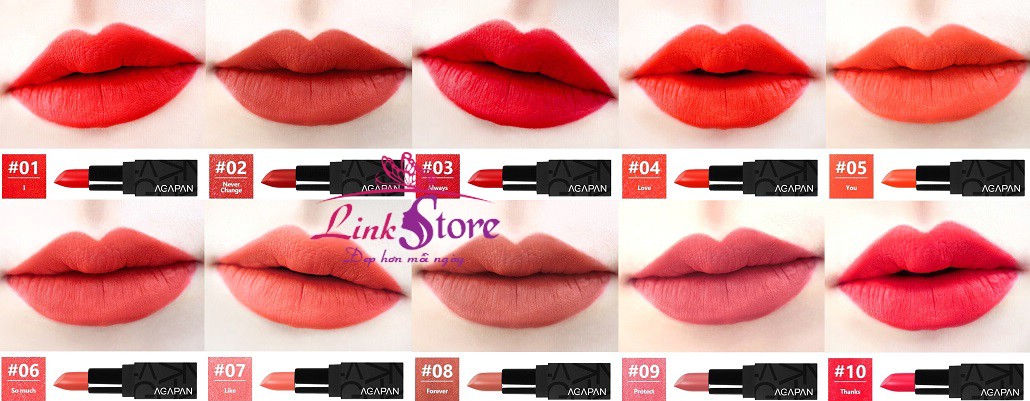 #01
I
AGAPAN
#02
Never
Change
AGAPAN
#03
Always
AGAPAN
#04
Love
AGAPAN
#05
You
AGAPAN
Link Store
Đẹp hơn mỗi ngày
#06
So much
AGAPAN
#07
Like
AGAPAN
#08
Forever
AGAPAN
#09
Protest
AGAPAN
#10
Thanks
AGAPAN